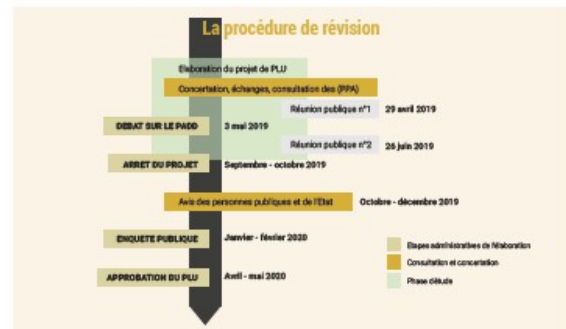 La procédure de révision
Elaboration du projet de PLU
Concertation, échanges, consultation des (PPA)
Réunion publique n°1 29 avril 2019
DEBAT SUR LE PADD 3 mai 2019
Réunion publique n°2 26 juin 2019
ARRET DU PROJET Septembre - octobre 2019
Avis des personnes publiques et de l'Etat Octobre - décembre 2019
ENQUETE PUBLIQUE Janvier - février 2020
Etapes administratives de l'élaboration
Consultation et concertation
APPROBATION DU PLU Avril - mai 2020
Phase d'étude